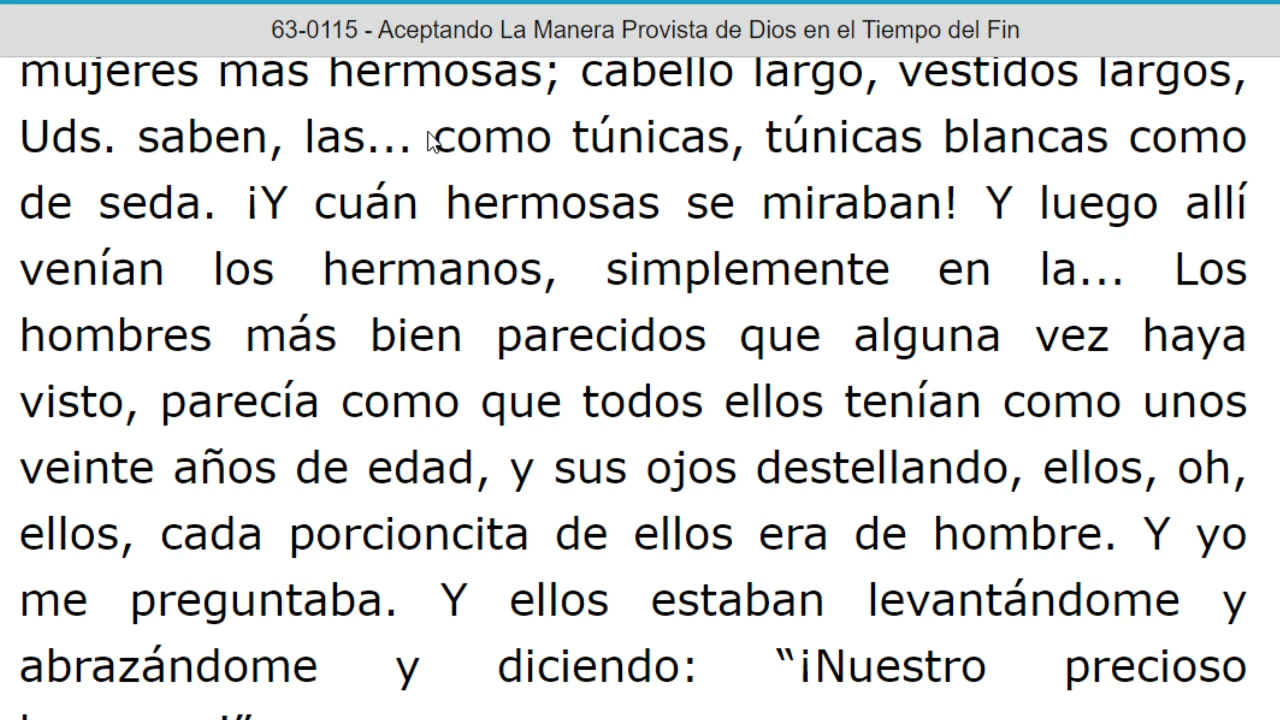 63-0115 - Aceptando La Manera Provista de Dios en el Tiempo del Fin
mujeres más hermosas; cabello largo, vestidos largos,
Uds. saben, las... como túnicas, túnicas blancas como
de seda. ¡Y cuán hermosas se miraban! Y luego allí
venían los hermanos, simplemente en la... Los
hombres más bien parecidos que alguna vez haya
visto, parecía como que todos ellos tenían como unos
veinte años de edad, y sus ojos destellando, ellos, oh,
ellos, cada porcioncita de ellos era de hombre. Y yo
me preguntaba. Y ellos estaban levantándome y
abrazándome y diciendo: “¡Nuestro precioso